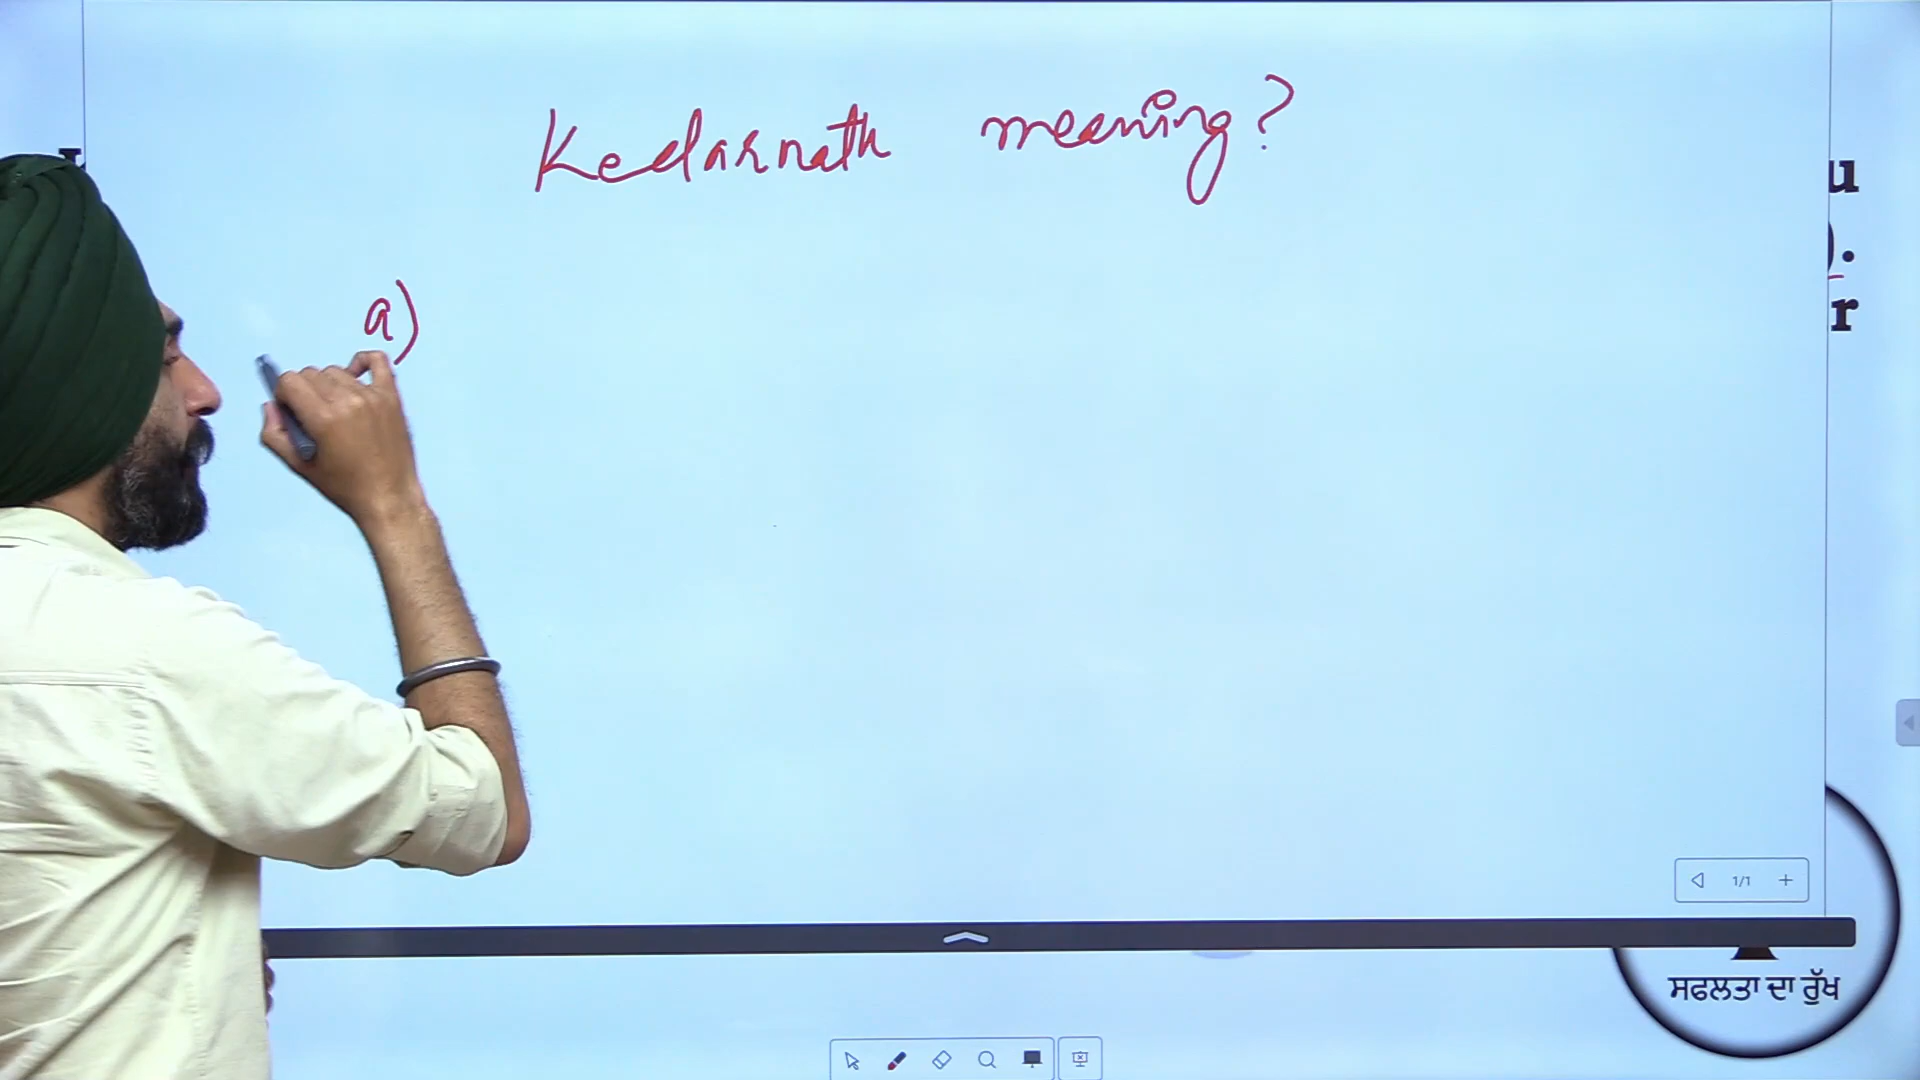 Kedarnath meaning?
u
).
a)
r
1/1
ਸਫਲਤਾ ਦਾ ਰੁੱਖ